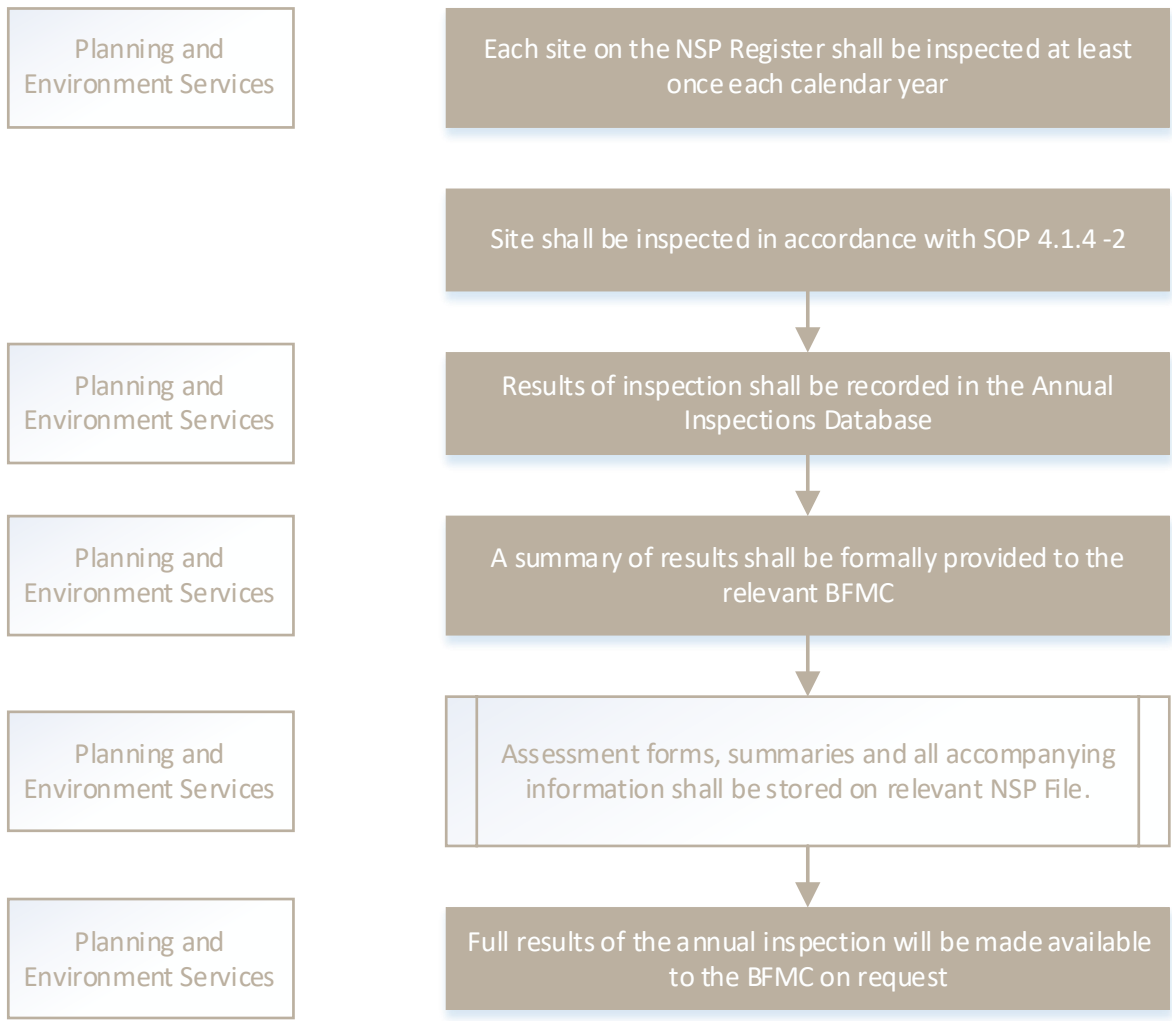 Planning and
Environment Services
Each site on the NSP Register shall be inspected at least
once each calendar year
Site shall be inspected in accordance with SOP 4.1.4 -2
Planning and
Environment Services
Results of inspection shall be recorded in the Annual
Inspections Database
Planning and
Environment Services
A summary of results shall be formally provided to the
relevant BFMC
Planning and
Environment Services
Assessment forms, summaries and all accompanying
information shall be stored on relevant NSP File.
Planning and
Environment Services
Full results of the annual inspection will be made available
to the BFMC on request